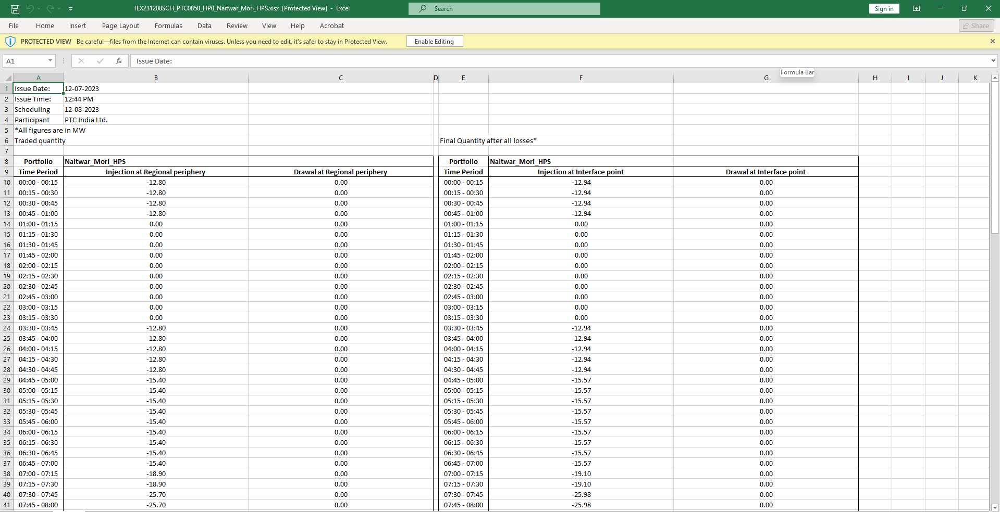 IEX231208SCH_PTC0850_HP0_Naitwar_Mori_HPS.xlsx [Protected View] - Excel
Search
Sign in
File Home Insert Page Layout Formulas Data Review View Help Acrobat
Share
PROTECTED VIEW Be careful—files from the Internet can contain viruses. Unless you need to edit, it's safer to stay in Protected View. Enable Editing
A1 fx Issue Date:
Formula Bar
A B C D E F G H I J K
1 Issue Date: 12-07-2023
2 Issue Time: 12:44 PM
3 Scheduling 12-08-2023
4 Participant PTC India Ltd.
5 *All figures are in MW
6 Traded quantity Final Quantity after all losses*
7
8 Portfolio Naitwar_Mori_HPS Portfolio Naitwar_Mori_HPS
9 Time Period Injection at Regional periphery Drawal at Regional periphery Time Period Injection at Interface point Drawal at Interface point
10 00:00 - 00:15 -12.80 0.00 00:00 - 00:15 -12.94 0.00
11 00:15 - 00:30 -12.80 0.00 00:15 - 00:30 -12.94 0.00
12 00:30 - 00:45 -12.80 0.00 00:30 - 00:45 -12.94 0.00
13 00:45 - 01:00 -12.80 0.00 00:45 - 01:00 -12.94 0.00
14 01:00 - 01:15 0.00 0.00 01:00 - 01:15 0.00 0.00
15 01:15 - 01:30 0.00 0.00 01:15 - 01:30 0.00 0.00
16 01:30 - 01:45 0.00 0.00 01:30 - 01:45 0.00 0.00
17 01:45 - 02:00 0.00 0.00 01:45 - 02:00 0.00 0.00
18 02:00 - 02:15 0.00 0.00 02:00 - 02:15 0.00 0.00
19 02:15 - 02:30 0.00 0.00 02:15 - 02:30 0.00 0.00
20 02:30 - 02:45 0.00 0.00 02:30 - 02:45 0.00 0.00
21 02:45 - 03:00 0.00 0.00 02:45 - 03:00 0.00 0.00
22 03:00 - 03:15 0.00 0.00 03:00 - 03:15 0.00 0.00
23 03:15 - 03:30 0.00 0.00 03:15 - 03:30 0.00 0.00
24 03:30 - 03:45 -12.80 0.00 03:30 - 03:45 -12.94 0.00
25 03:45 - 04:00 -12.80 0.00 03:45 - 04:00 -12.94 0.00
26 04:00 - 04:15 -12.80 0.00 04:00 - 04:15 -12.94 0.00
27 04:15 - 04:30 -12.80 0.00 04:15 - 04:30 -12.94 0.00
28 04:30 - 04:45 -12.80 0.00 04:30 - 04:45 -12.94 0.00
29 04:45 - 05:00 -15.40 0.00 04:45 - 05:00 -15.57 0.00
30 05:00 - 05:15 -15.40 0.00 05:00 - 05:15 -15.57 0.00
31 05:15 - 05:30 -15.40 0.00 05:15 - 05:30 -15.57 0.00
32 05:30 - 05:45 -15.40 0.00 05:30 - 05:45 -15.57 0.00
33 05:45 - 06:00 -15.40 0.00 05:45 - 06:00 -15.57 0.00
34 06:00 - 06:15 -15.40 0.00 06:00 - 06:15 -15.57 0.00
35 06:15 - 06:30 -15.40 0.00 06:15 - 06:30 -15.57 0.00
36 06:30 - 06:45 -15.40 0.00 06:30 - 06:45 -15.57 0.00
37 06:45 - 07:00 -15.40 0.00 06:45 - 07:00 -15.57 0.00
38 07:00 - 07:15 -18.90 0.00 07:00 - 07:15 -19.10 0.00
39 07:15 - 07:30 -18.90 0.00 07:15 - 07:30 -19.10 0.00
40 07:30 - 07:45 -25.70 0.00 07:30 - 07:45 -25.98 0.00
41 07:45 - 08:00 -25.70 0.00 07:45 - 08:00 -25.98 0.00